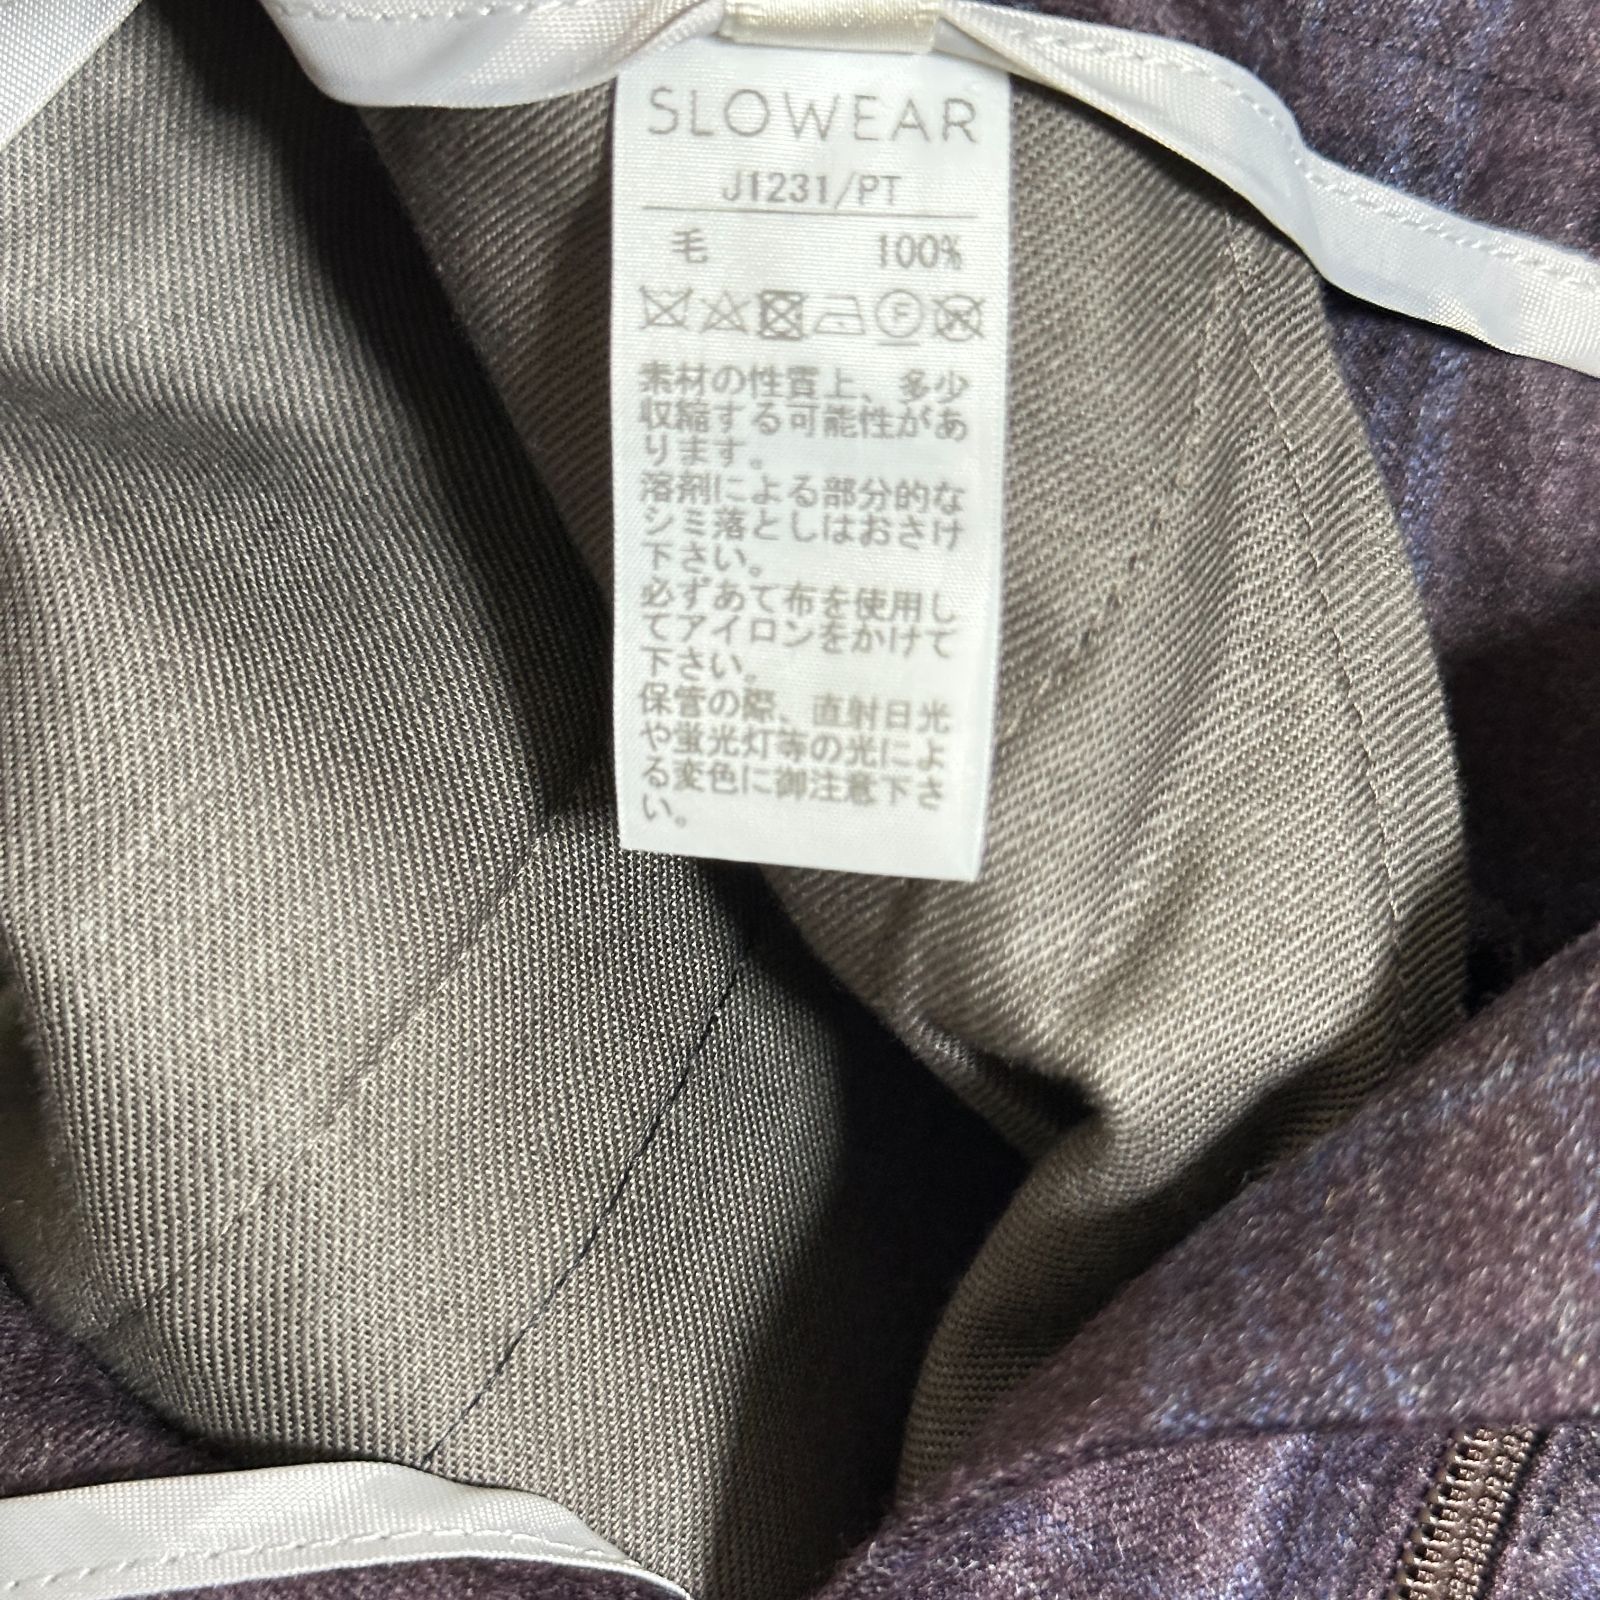 SLOWEAR
J1231/PT
毛 100%
F
素材の性質上、多少
収縮する可能性があ
ります。
溶剤による部分的な
シミ落としはおさけ
下さい。
必ずあて布を使用し
てアイロンをかけて
下さい。
保管の際、直射日光
や蛍光灯等の光によ
る変色に御注意下さ
い。